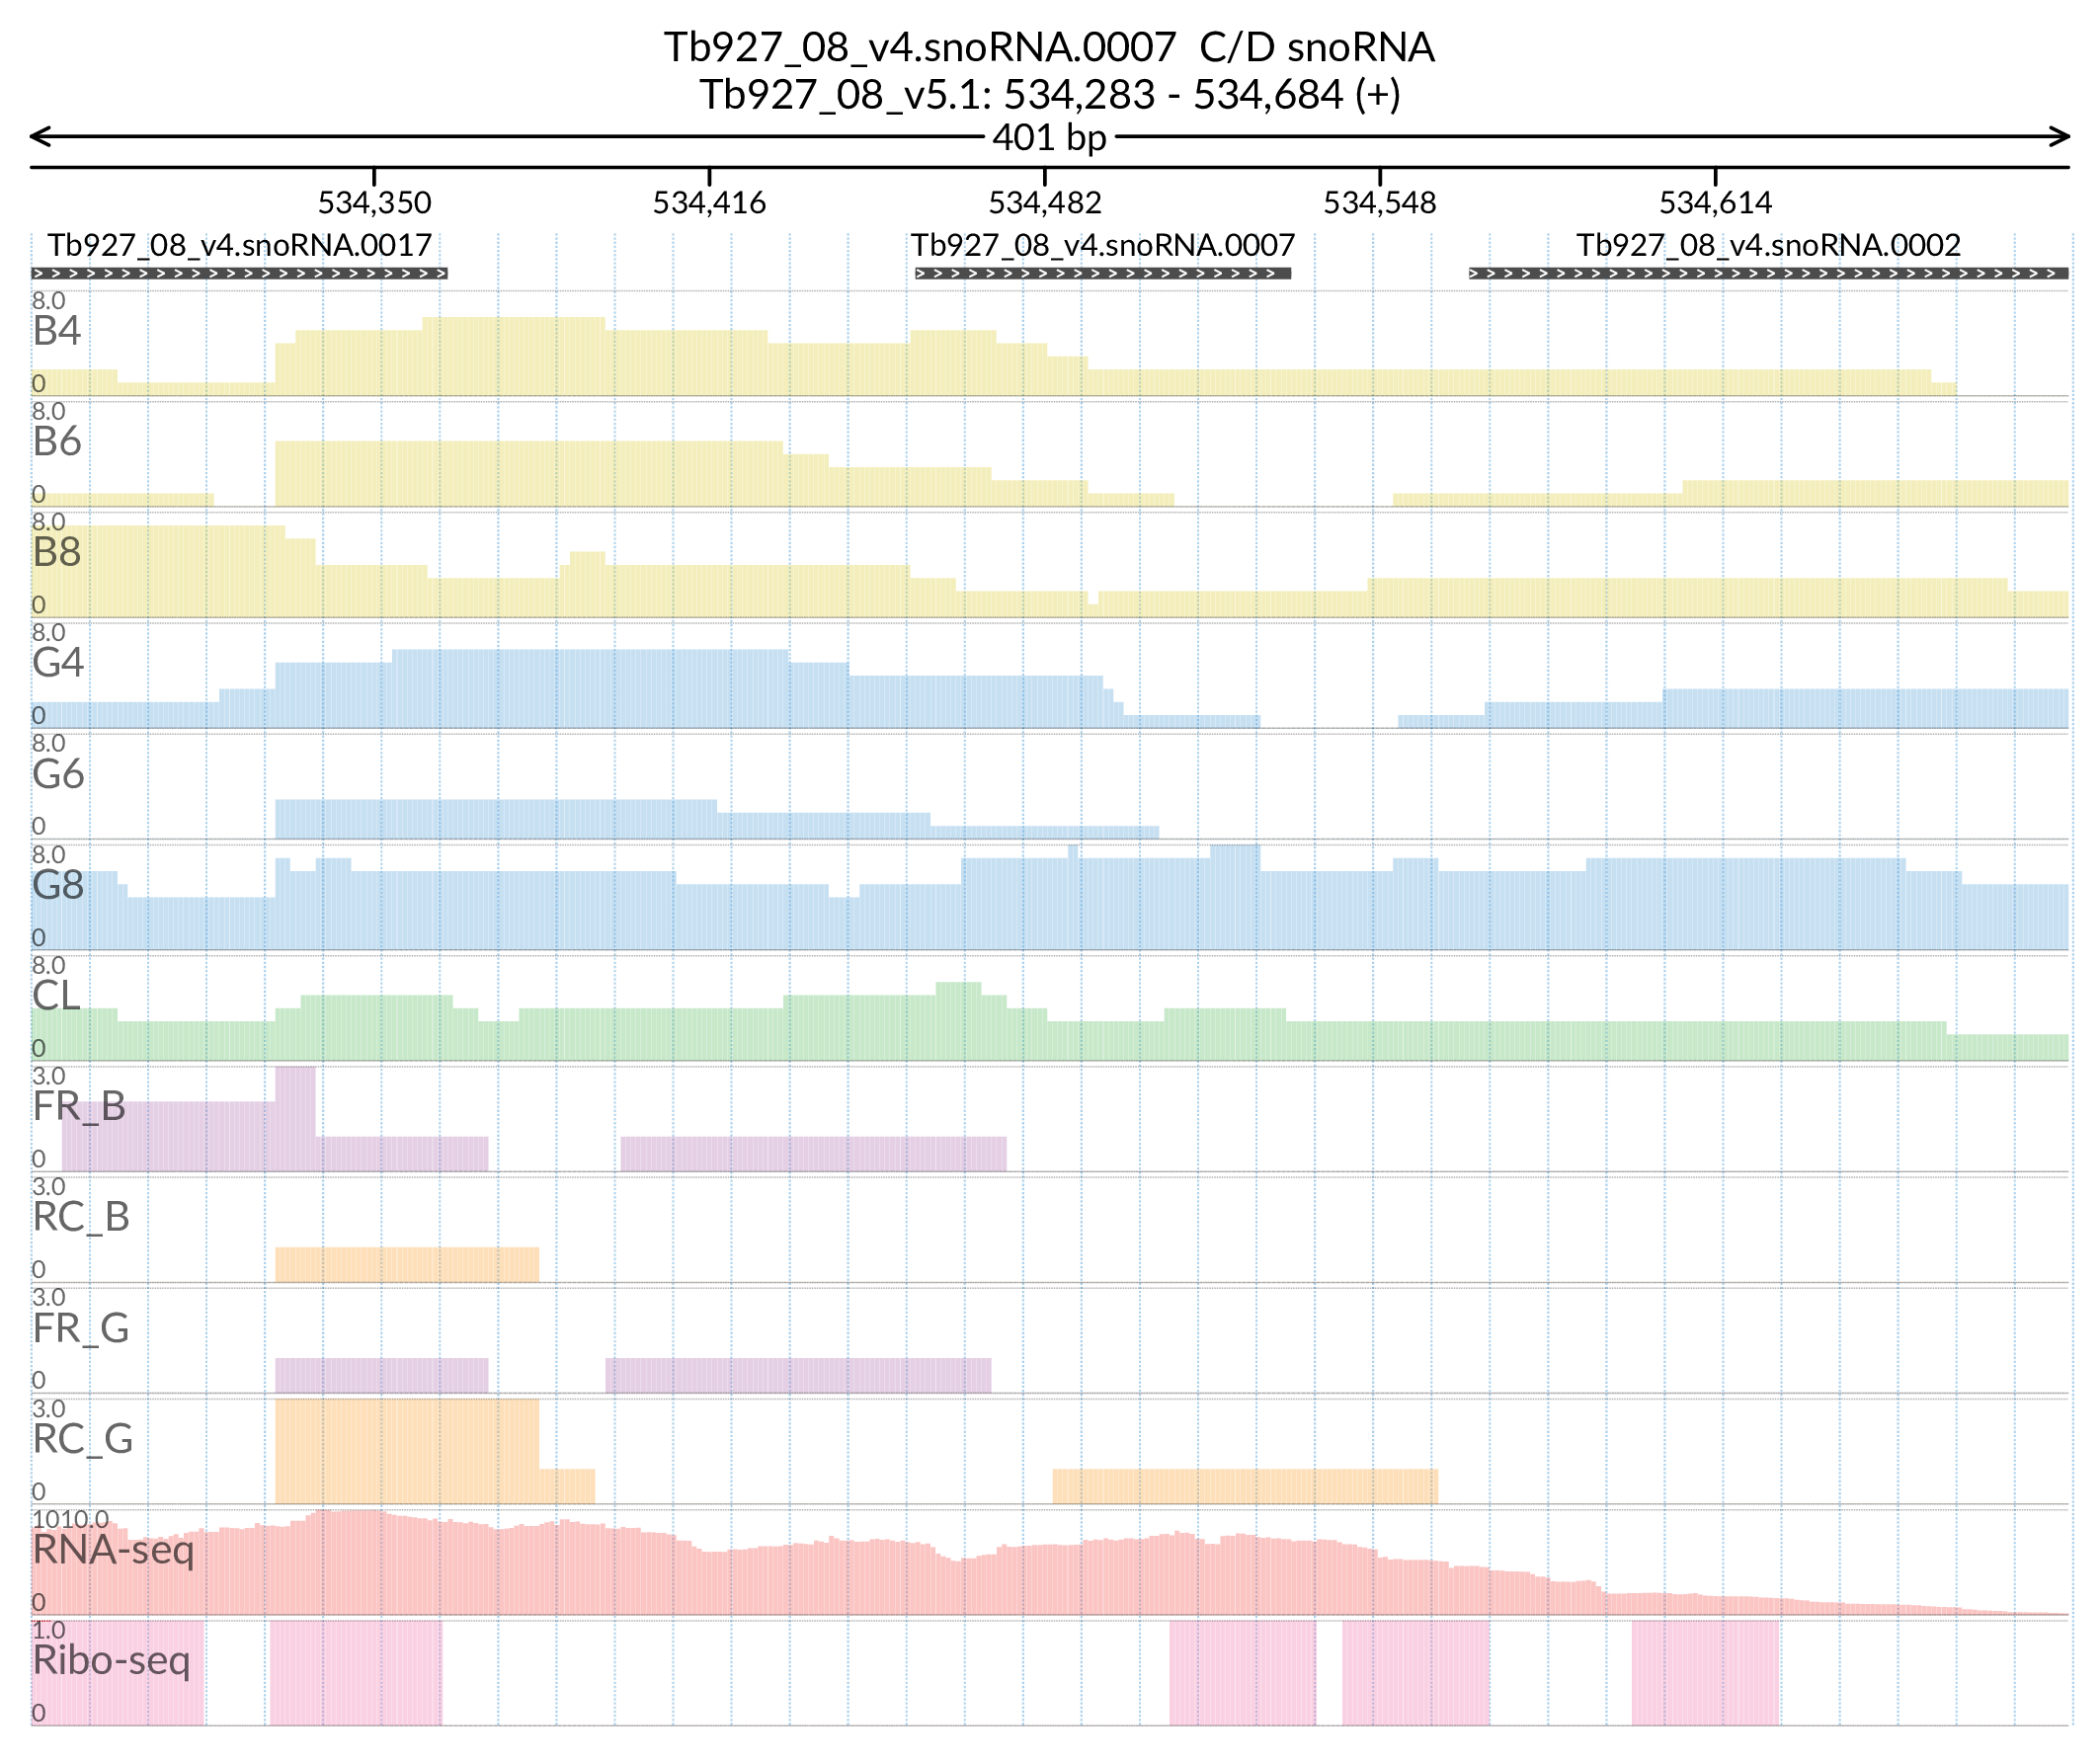 Tb927_08_v4.snoRNA.0007 C/D snoRNA
Tb927_08_v5.1: 534,283 - 534,684 (+)
401 bp
534,350 534,416 534,482 534,548 534,614
Tb927_08_v4.snoRNA.0017 Tb927_08_v4.snoRNA.0007 Tb927_08_v4.snoRNA.0002
8.0
B4
0
8.0
B6
0
8.0
B8
0
8.0
G4
0
8.0
G6
0
8.0
G8
0
8.0
CL
0
3.0
FR_B
0
3.0
RC_B
0
3.0
FR_G
0
3.0
RC_G
0
1010.0
RNA-seq
0
1.0
Ribo-seq
0